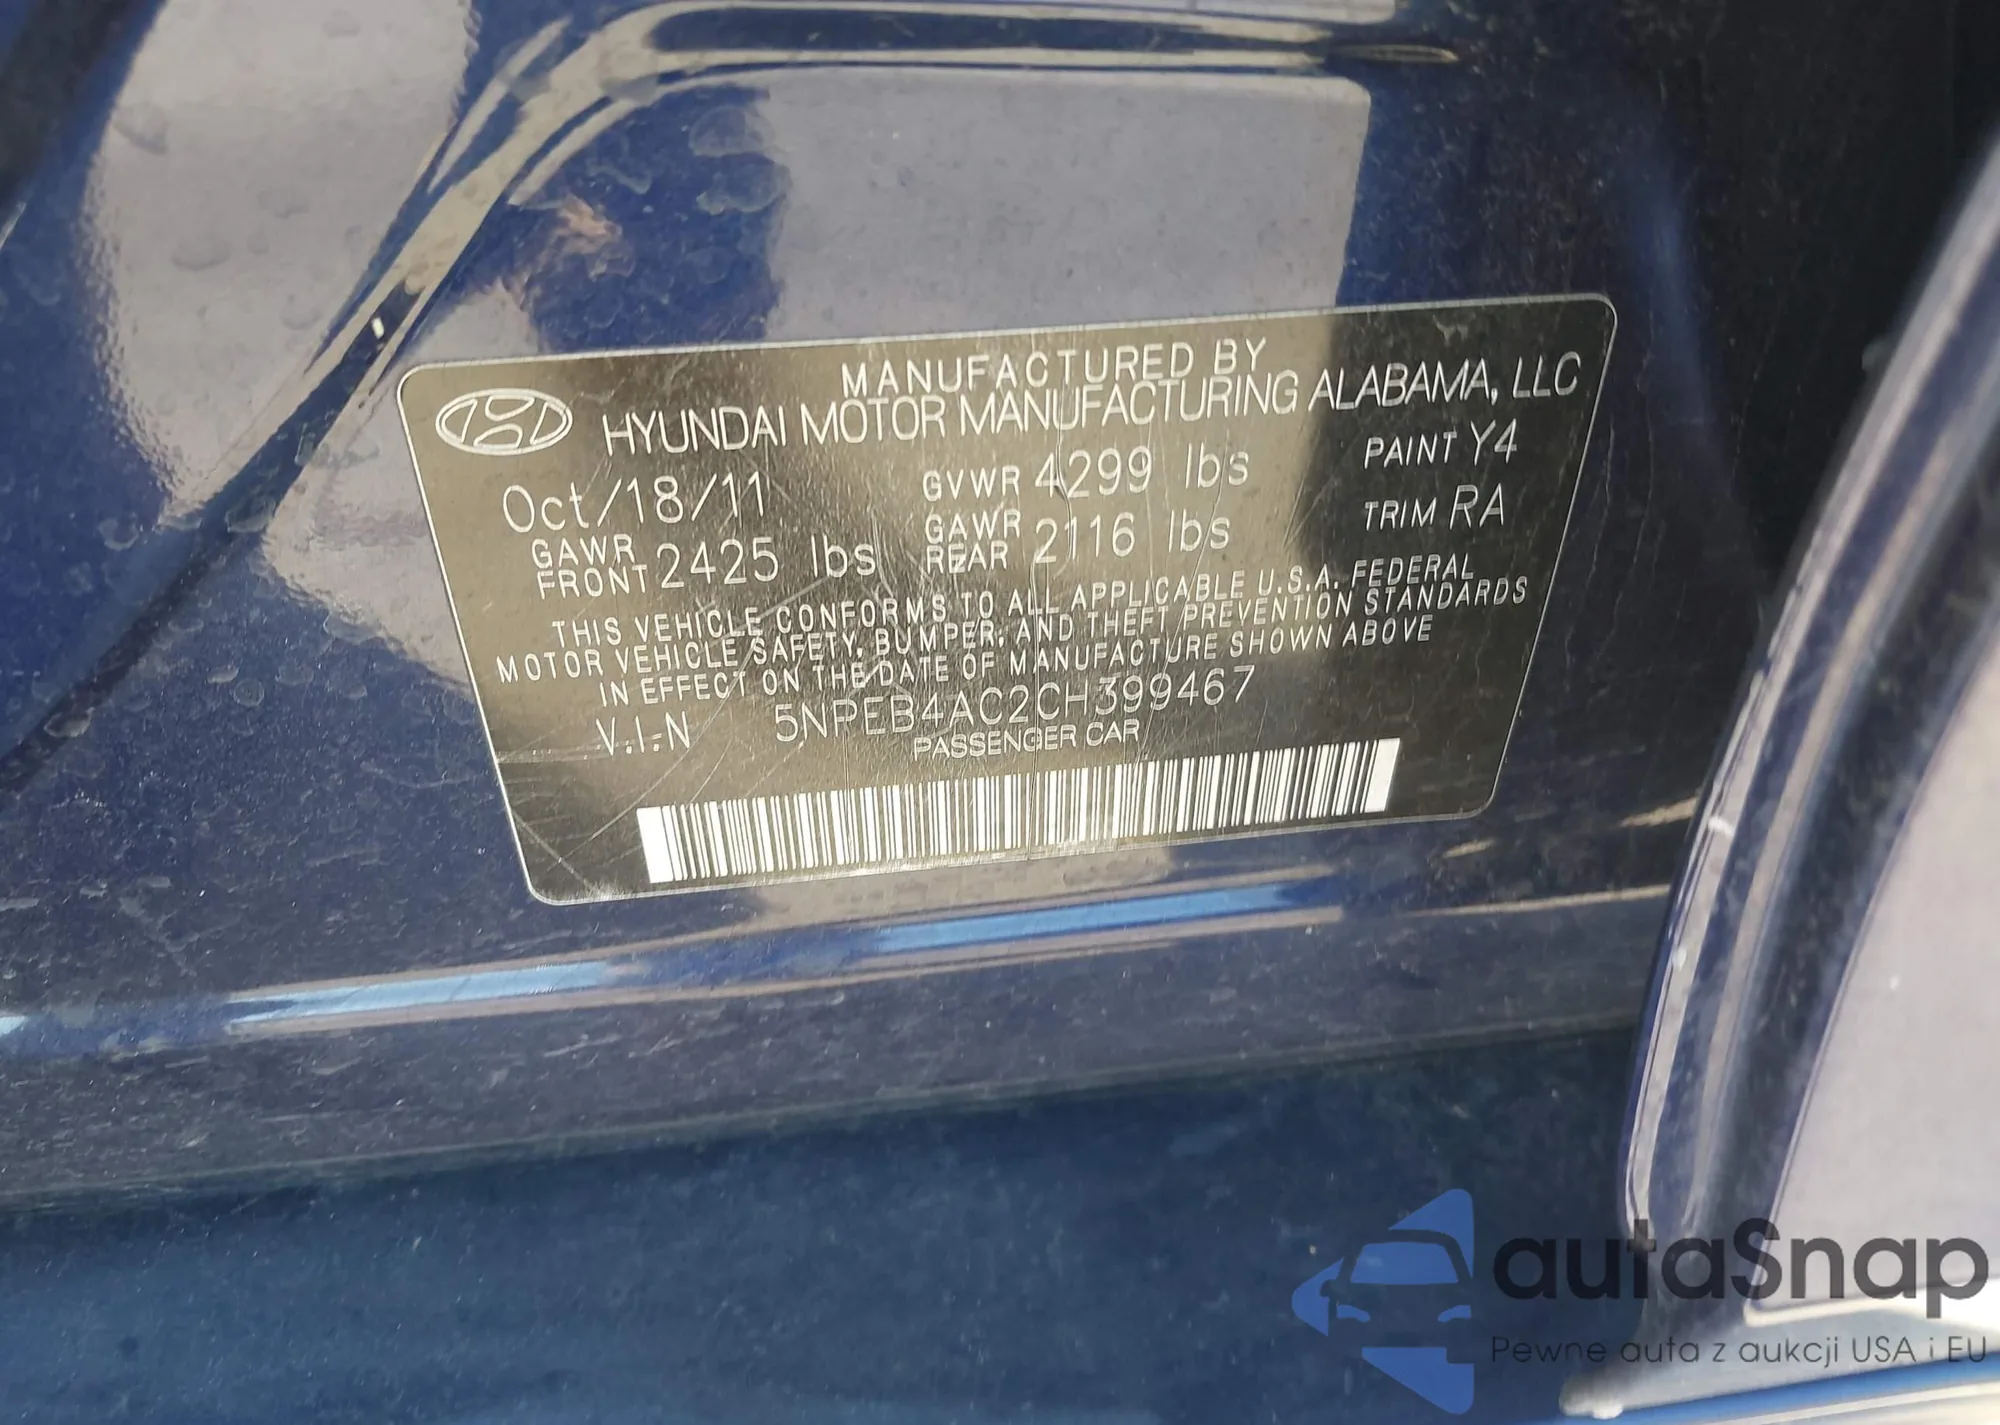 MANUFACTURED BY
HYUNDAI MOTOR MANUFACTURING ALABAMA, LLC
Oct/18/11 GVWR 4299 lbs PAINT Y4
GAWR FRONT 2425 lbs GAWR REAR 2116 lbs TRIM RA
THIS VEHICLE CONFORMS TO ALL APPLICABLE U.S.A. FEDERAL
MOTOR VEHICLE SAFETY, BUMPER, AND THEFT PREVENTION STANDARDS
IN EFFECT ON THE DATE OF MANUFACTURE SHOWN ABOVE
V.I.N 5NPEB4AC2CH399467
PASSENGER CAR
autaSnap
Pewne auta z aukcji USA i EU